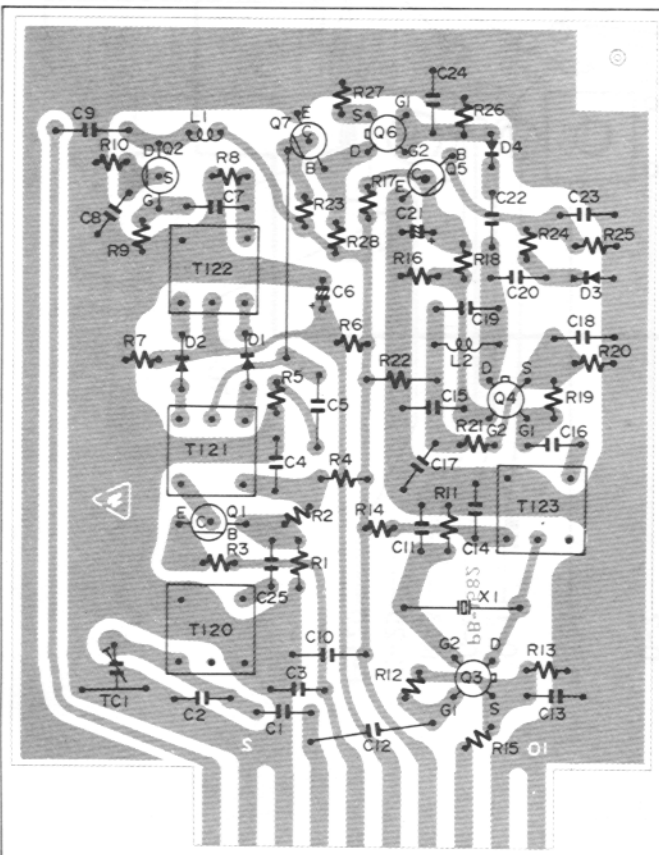 C24
R27
G1
R26
C9
L1
E
S
Q7
C
Q6
R10
D
Q2
D
G2
B
D4
R8
B
C
Q5
S
R17
E
G
C7
C22
C23
C8
R23
C21
R24
R25
R9
R28
R18
T122
R16
C20
D3
C6
C19
R6
C18
D2
D1
R7
L2
R20
R22
D
S
R5
Q4
R19
C5
C15
G2
G1
R21
C16
T121
C4
C17
R4
R11
T123
E
C
Q1
R2
R14
B
C11
C14
R3
R1
C25
X1
PB-1582
T120
C10
G2
D
R13
Q3
TC1
C3
R12
G1
S
C13
C2
C1
C12
R15
2
10